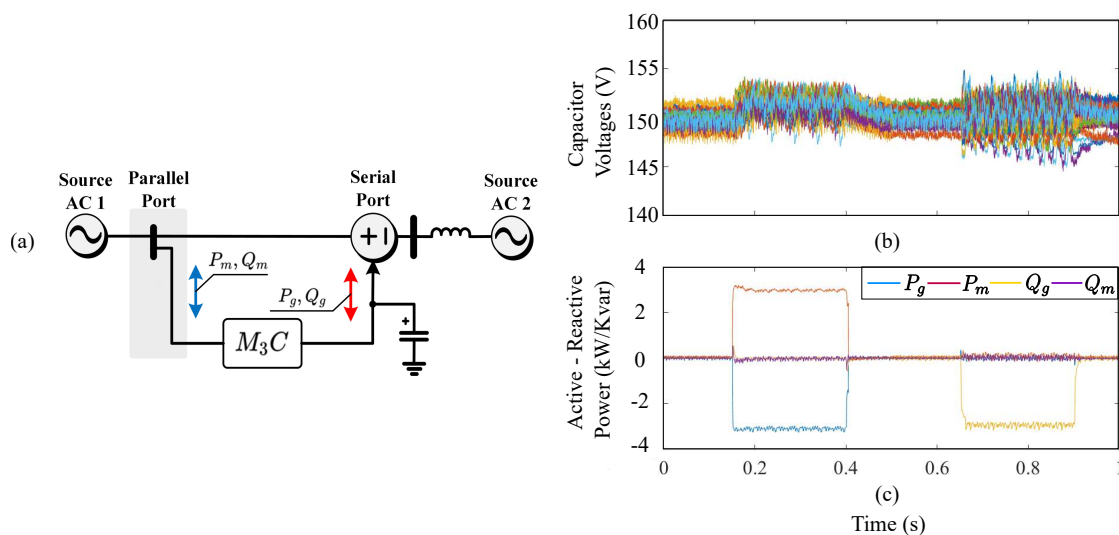 (a)
Source
AC 1
Parallel
Port
Serial
Port
Source
AC 2
+
P_m, Q_m
P_g, Q_g
M_3C
+
160
155
150
145
140
Capacitor
Voltages (V)
(b)
4
2
0
-2
-4
Active - Reactive
Power (kW/Kvar)
P_g P_m Q_g Q_m
0 0.2 0.4 0.6 0.8 1
(c)
Time (s)